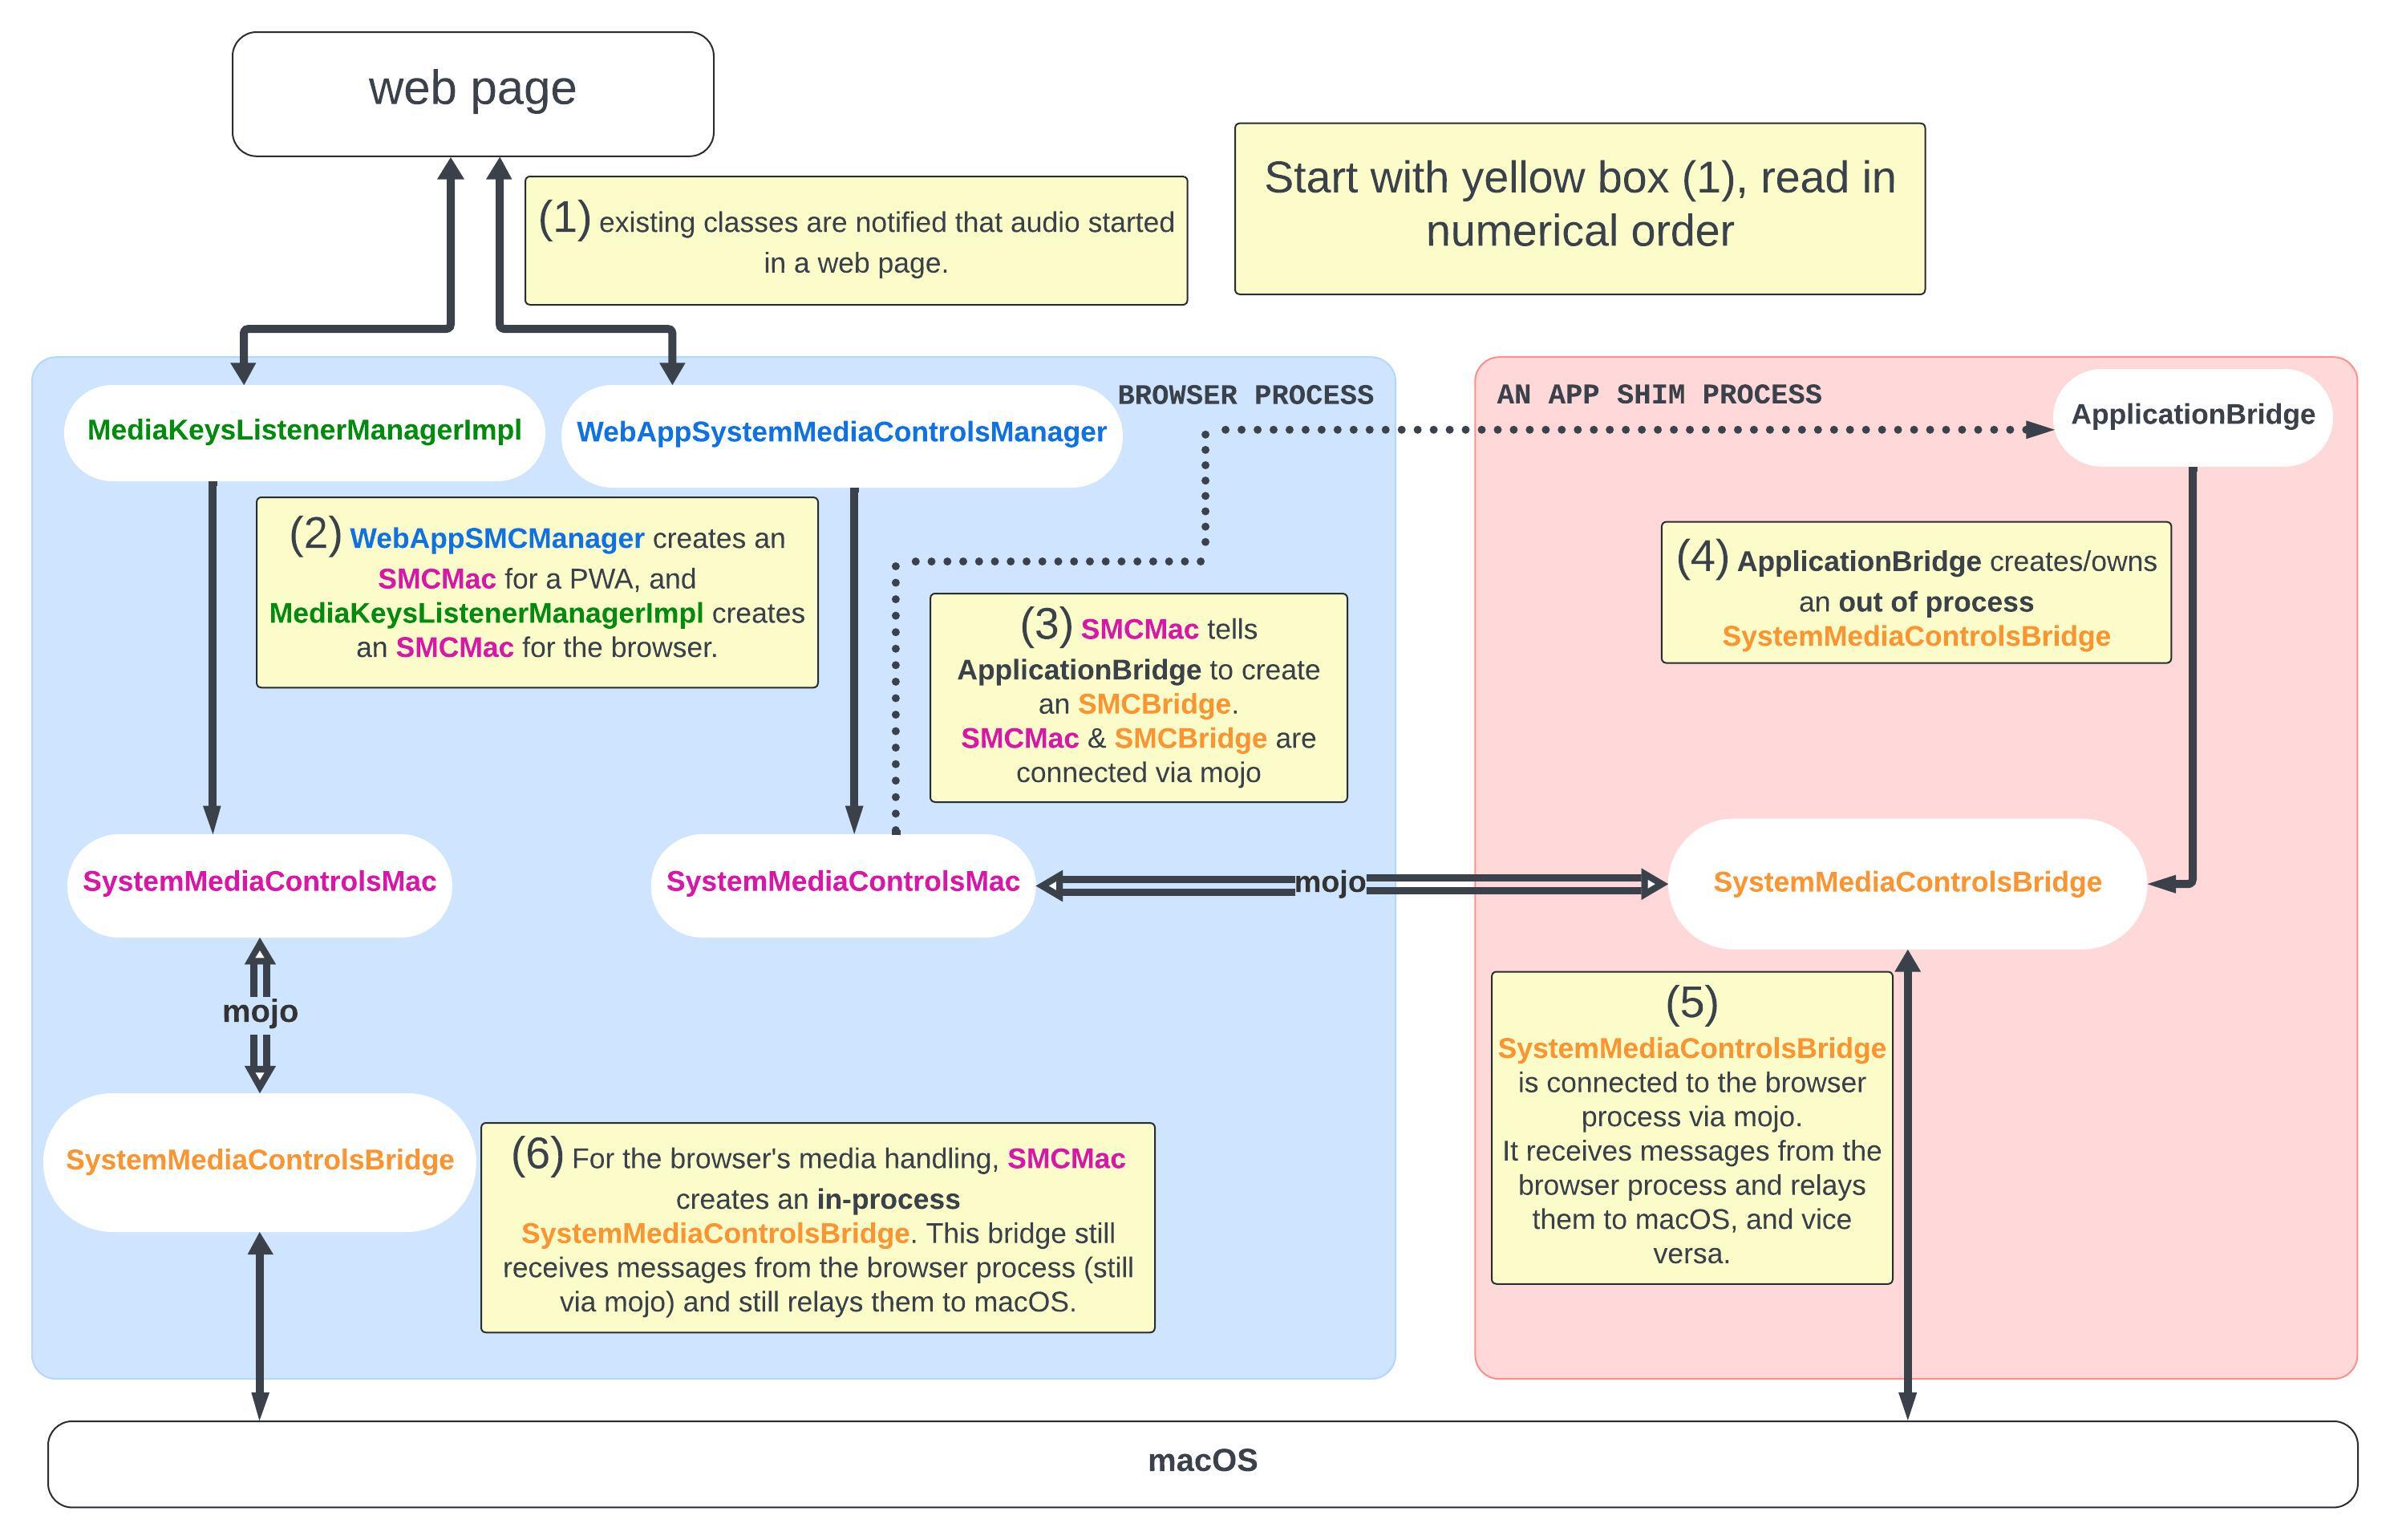 web page
Start with yellow box (1), read in
numerical order
(1) existing classes are notified that audio started
in a web page.
BROWSER PROCESS
AN APP SHIM PROCESS
MediaKeysListenerManagerImpl
WebAppSystemMediaControlsManager
ApplicationBridge
(2) WebAppSMCManager creates an
SMCMac for a PWA, and
MediaKeysListenerManagerImpl creates
an SMCMac for the browser.
(3) SMCMac tells
ApplicationBridge to create
an SMCBridge.
SMCMac & SMCBridge are
connected via mojo
(4) ApplicationBridge creates/owns
an out of process
SystemMediaControlsBridge
SystemMediaControlsMac
SystemMediaControlsMac
mojo
SystemMediaControlsBridge
mojo
(5)
SystemMediaControlsBridge
is connected to the browser
process via mojo.
It receives messages from the
browser process and relays
them to macOS, and vice
versa.
SystemMediaControlsBridge
(6) For the browser's media handling, SMCMac
creates an in-process
SystemMediaControlsBridge. This bridge still
receives messages from the browser process (still
via mojo) and still relays them to macOS.
macOS